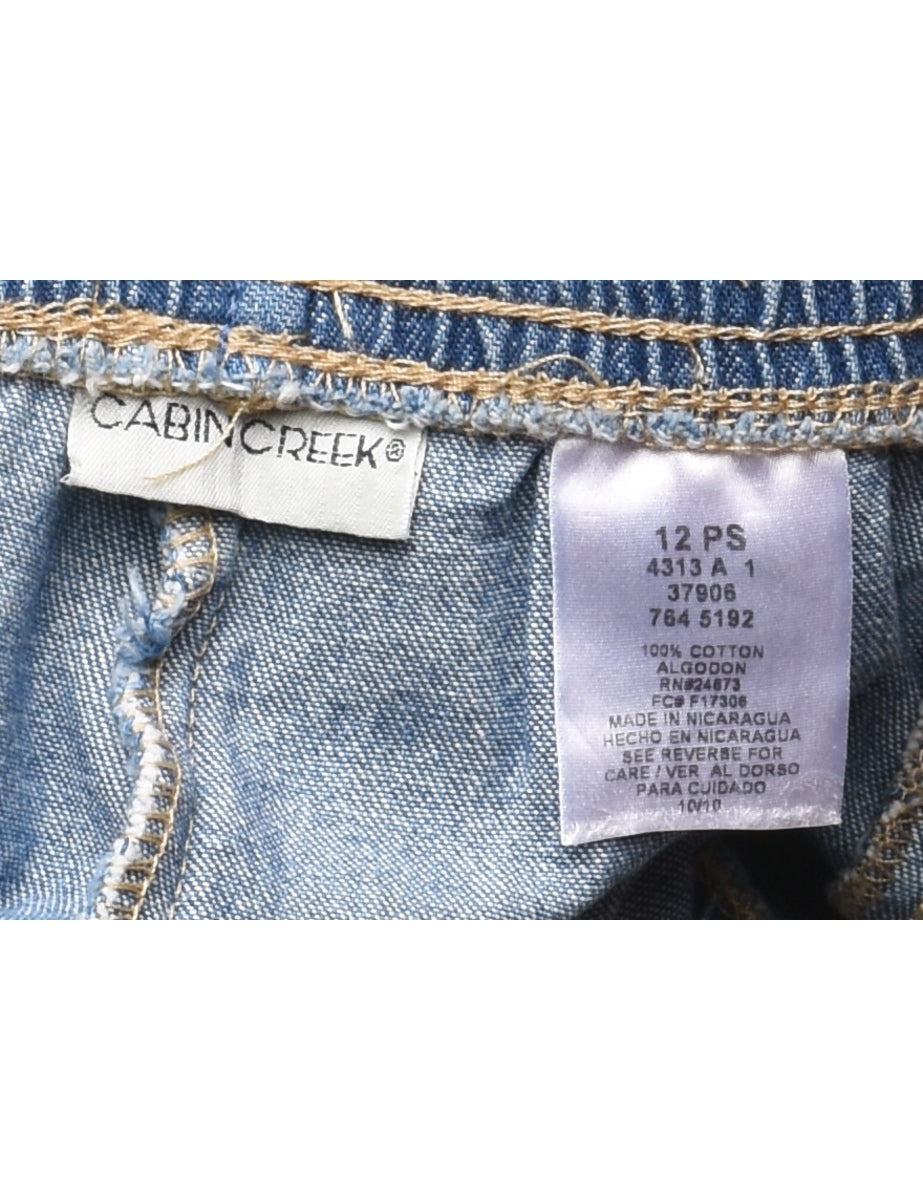 CABIN CREEK®
12 PS
4313 A 1
37906
764 5192
100% COTTON
ALGODON
RN#24673
FC# F17306
MADE IN NICARAGUA
HECHO EN NICARAGUA
SEE REVERSE FOR
CARE / VER AL DORSO
PARA CUIDADO
10/10